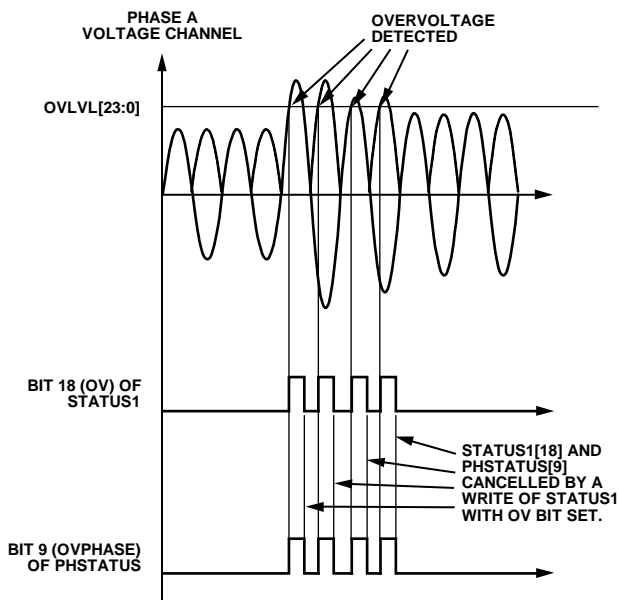 PHASE A
VOLTAGE CHANNEL
OVERVOLTAGE
DETECTED
OVLVL[23:0]
BIT 18 (OV) OF
STATUS1
STATUS1[18] AND
PHSTATUS[9]
CANCELLED BY A
WRITE OF STATUS1
WITH OV BIT SET.
BIT 9 (OVPHASE)
OF PHSTATUS